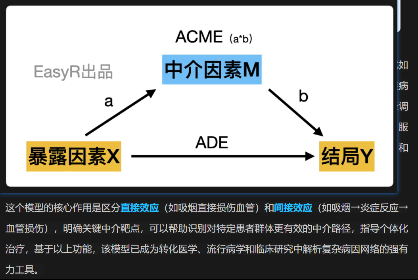 ACME (a*b)
EasyR出品
中介因素M
a
b
暴露因素X
ADE
结局Y
如
病
调
服
和
这个模型的核心作用是区分直接效应（如吸烟直接损伤血管）和间接效应（如吸烟→炎症反应→
血管损伤），明确关键中介靶点，可以帮助识别对特定患者群体更有效的中介路径，指导个体化
治疗，基于以上功能，该模型已成为转化医学、流行病学和临床研究中解析复杂病因网络的强有
力工具。